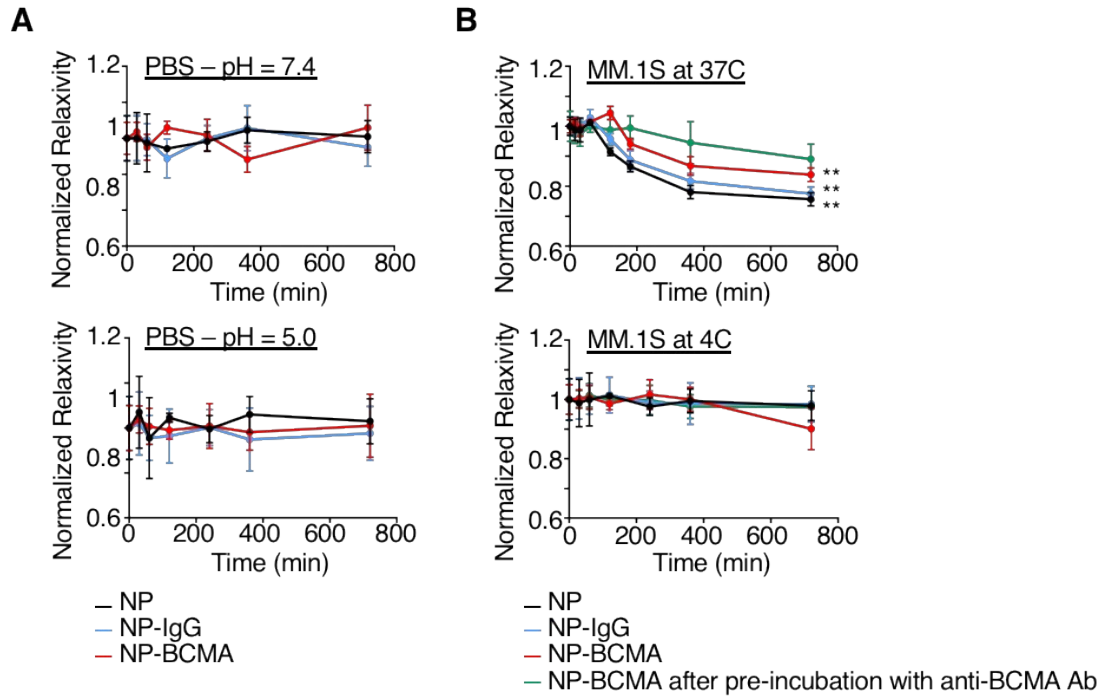 A
PBS – pH = 7.4
Normalized Relaxivity
1.2
1
0.8
0.6
0 200 400 600 800
Time (min)
PBS – pH = 5.0
Normalized Relaxivity
1.2
1
0.8
0.6
0 200 400 600 800
Time (min)
NP
NP-IgG
NP-BCMA
B
MM.1S at 37C
Normalized Relaxivity
1.2
1
0.8
0.6
**
**
**
0 200 400 600 800
Time (min)
MM.1S at 4C
Normalized Relaxivity
1.2
1
0.8
0.6
0 200 400 600 800
Time (min)
NP
NP-IgG
NP-BCMA
NP-BCMA after pre-incubation with anti-BCMA Ab